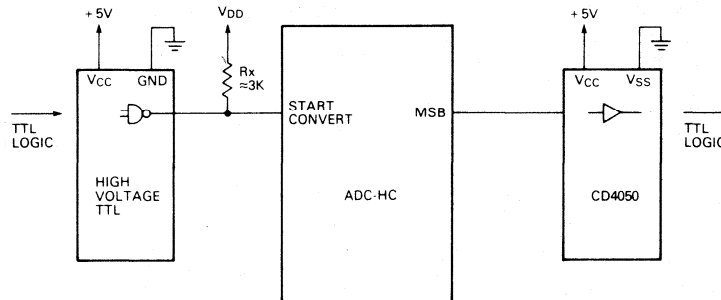 +5V
VCC GND
TTL
LOGIC
HIGH
VOLTAGE
TTL
VDD
Rx
≈3K
START
CONVERT
MSB
ADC-HC
+5V
VCC VSS
CD4050
TTL
LOGIC